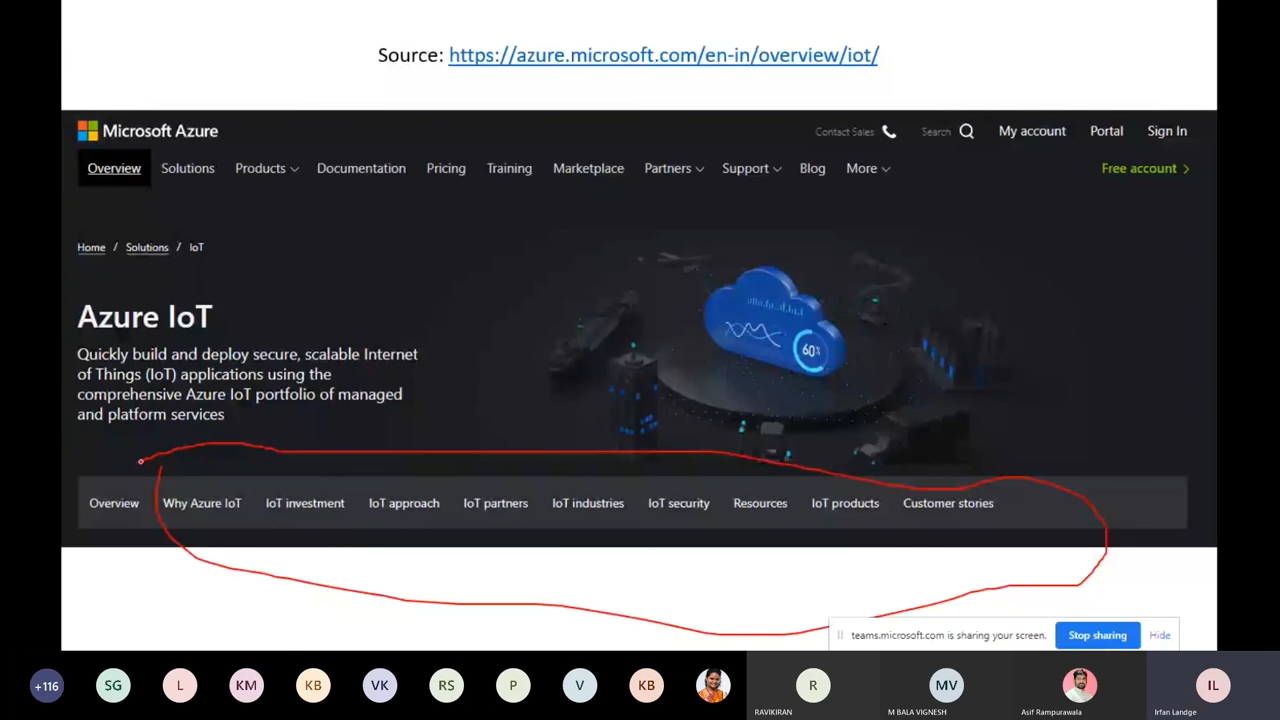 Source: https://azure.microsoft.com/en-in/overview/iot/
Microsoft Azure
Contact Sales
Search
My account
Portal
Sign In
Overview
Solutions
Products
Documentation
Pricing
Training
Marketplace
Partners
Support
Blog
More
Free account
Home / Solutions / IoT
60%
Azure IoT
Quickly build and deploy secure, scalable Internet
of Things (IoT) applications using the
comprehensive Azure IoT portfolio of managed
and platform services
Overview
Why Azure IoT
IoT investment
IoT approach
IoT partners
IoT industries
IoT security
Resources
IoT products
Customer stories
teams.microsoft.com is sharing your screen.
Stop sharing
Hide
+116
SG
L
KM
KB
VK
RS
P
V
KB
R
RAVIKIRAN
MV
M BALA VIGNESH
Asif Rampurawala
IL
Irfan Landge